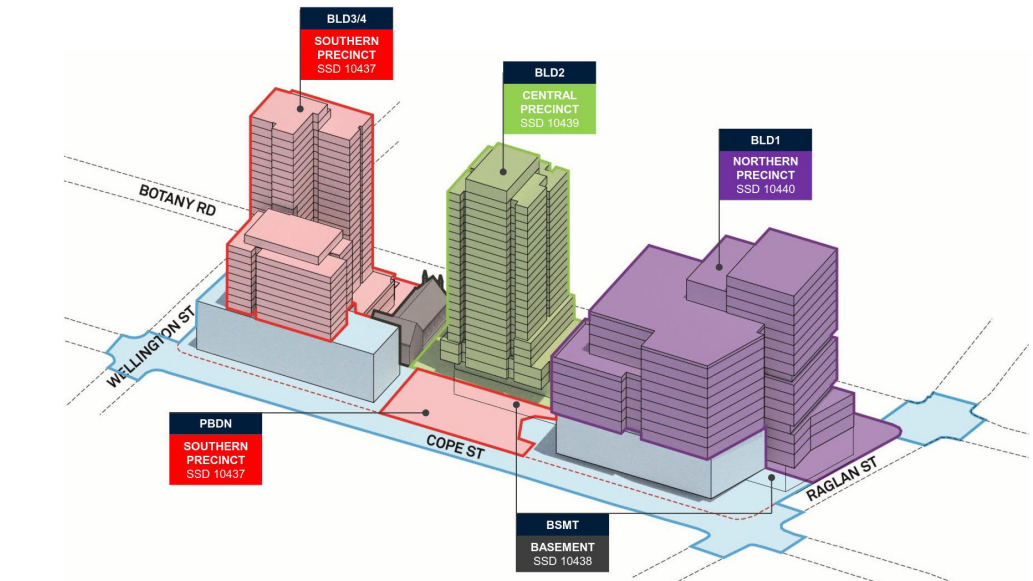 BLD3/4
SOUTHERN
PRECINCT
SSD 10437
BLD2
CENTRAL
PRECINCT
SSD 10439
BLD1
NORTHERN
PRECINCT
SSD 10440
BOTANY RD
WELLINGTON ST
PBDN
SOUTHERN
PRECINCT
SSD 10437
COPE ST
RAGLAN ST
BSMT
BASEMENT
SSD 10438